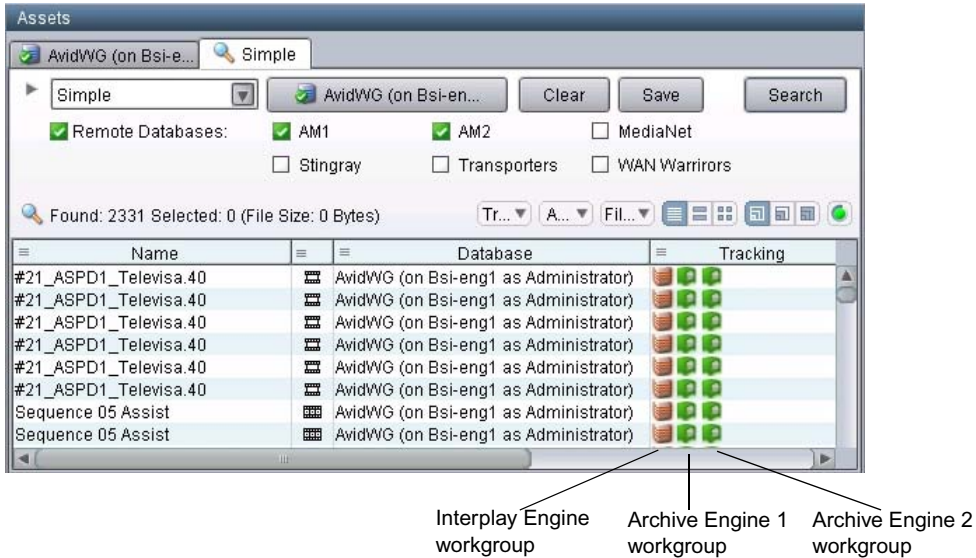 Assets
AvidWG (on Bsi-e... Simple
Simple AvidWG (on Bsi-en... Clear Save Search
Remote Databases: AM1 AM2 MediaNet
Stingray Transporters WAN Warrirors
Found: 2331 Selected: 0 (File Size: 0 Bytes) Tr... A... Fil...
Name Database Tracking
#21_ASPD1_Televisa.40 AvidWG (on Bsi-eng1 as Administrator)
#21_ASPD1_Televisa.40 AvidWG (on Bsi-eng1 as Administrator)
#21_ASPD1_Televisa.40 AvidWG (on Bsi-eng1 as Administrator)
#21_ASPD1_Televisa.40 AvidWG (on Bsi-eng1 as Administrator)
#21_ASPD1_Televisa.40 AvidWG (on Bsi-eng1 as Administrator)
#21_ASPD1_Televisa.40 AvidWG (on Bsi-eng1 as Administrator)
Sequence 05 Assist AvidWG (on Bsi-eng1 as Administrator)
Sequence 05 Assist AvidWG (on Bsi-eng1 as Administrator)
Interplay Engine Archive Engine 1 Archive Engine 2
workgroup workgroup workgroup